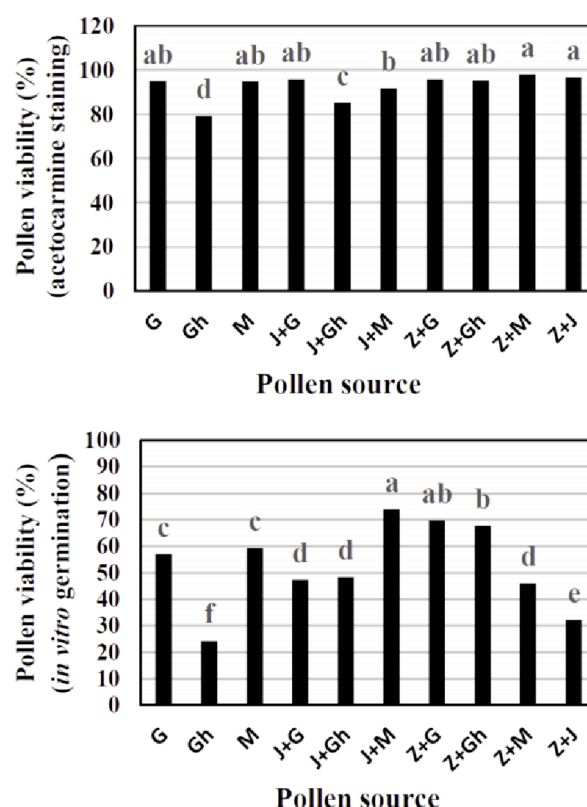 Pollen viability (%)
(acetocarmine staining)
120
100
80
60
40
20
0
ab
d
ab
ab
c
b
ab
ab
a
a
G
Gh
M
J+G
J+Gh
J+M
Z+G
Z+Gh
Z+M
Z+J
Pollen source
Pollen viability (%)
(in vitro germination)
100
90
80
70
60
50
40
30
20
10
0
c
f
c
d
d
a
ab
b
d
e
G
Gh
M
J+G
J+Gh
J+M
Z+G
Z+Gh
Z+M
Z+J
Pollen source